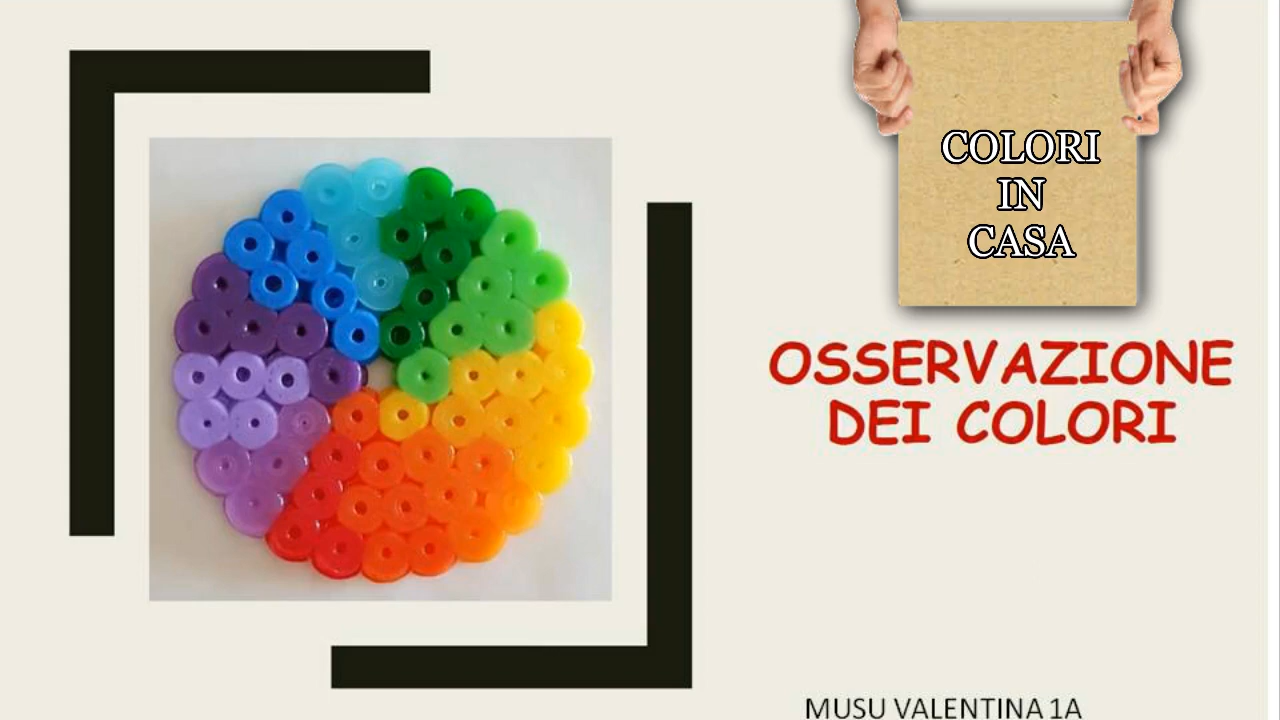 COLORI
IN
CASA
OSSERVAZIONE
DEI COLORI
MUSU VALENTINA 1A